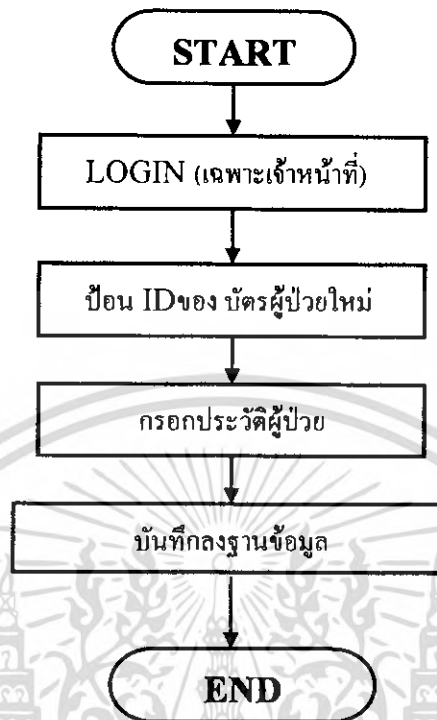 START
LOGIN (เฉพาะเจ้าหน้าที่)
ป้อน IDของ บัตรผู้ป่วยใหม่
กรอกประวัติผู้ป่วย
บันทึกลงฐานข้อมูล
END